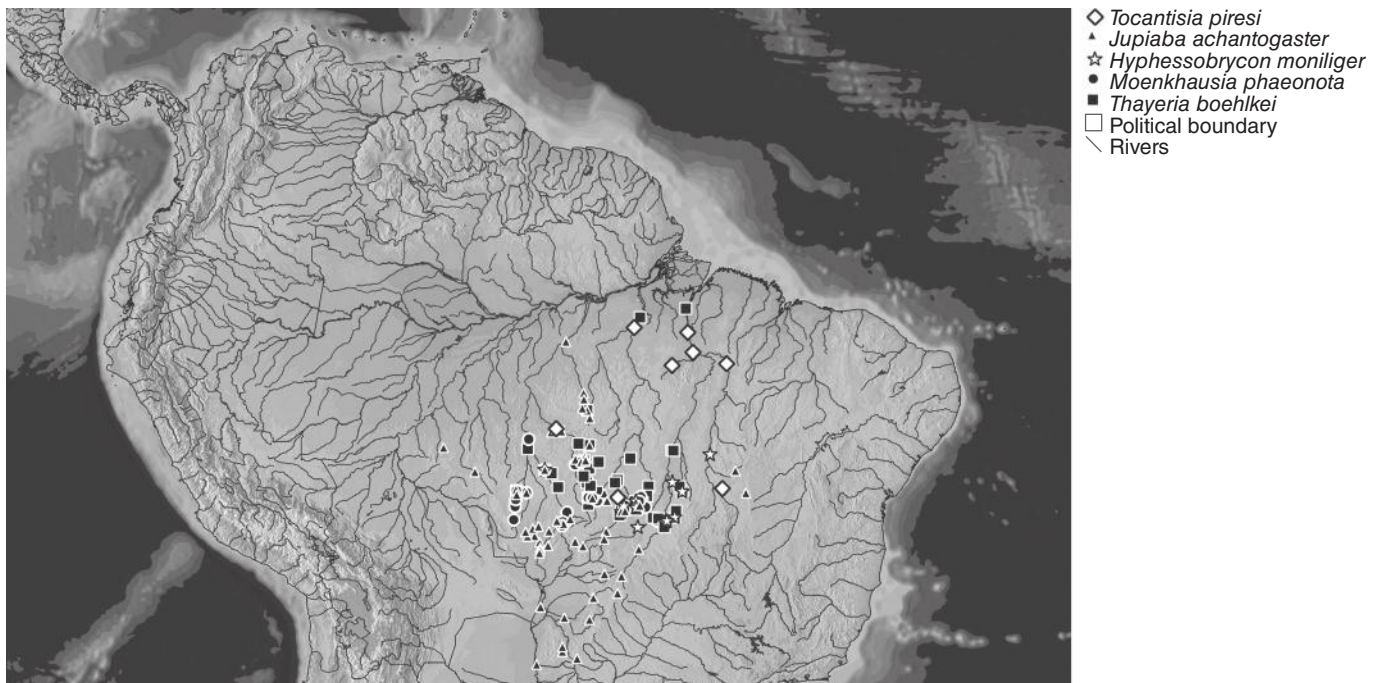 Tocantisia piresi
Jupiaba achantogaster
Hyphessobrycon moniliger
Moenkhausia phaeonota
Thayeria boehlkei
Political boundary
Rivers